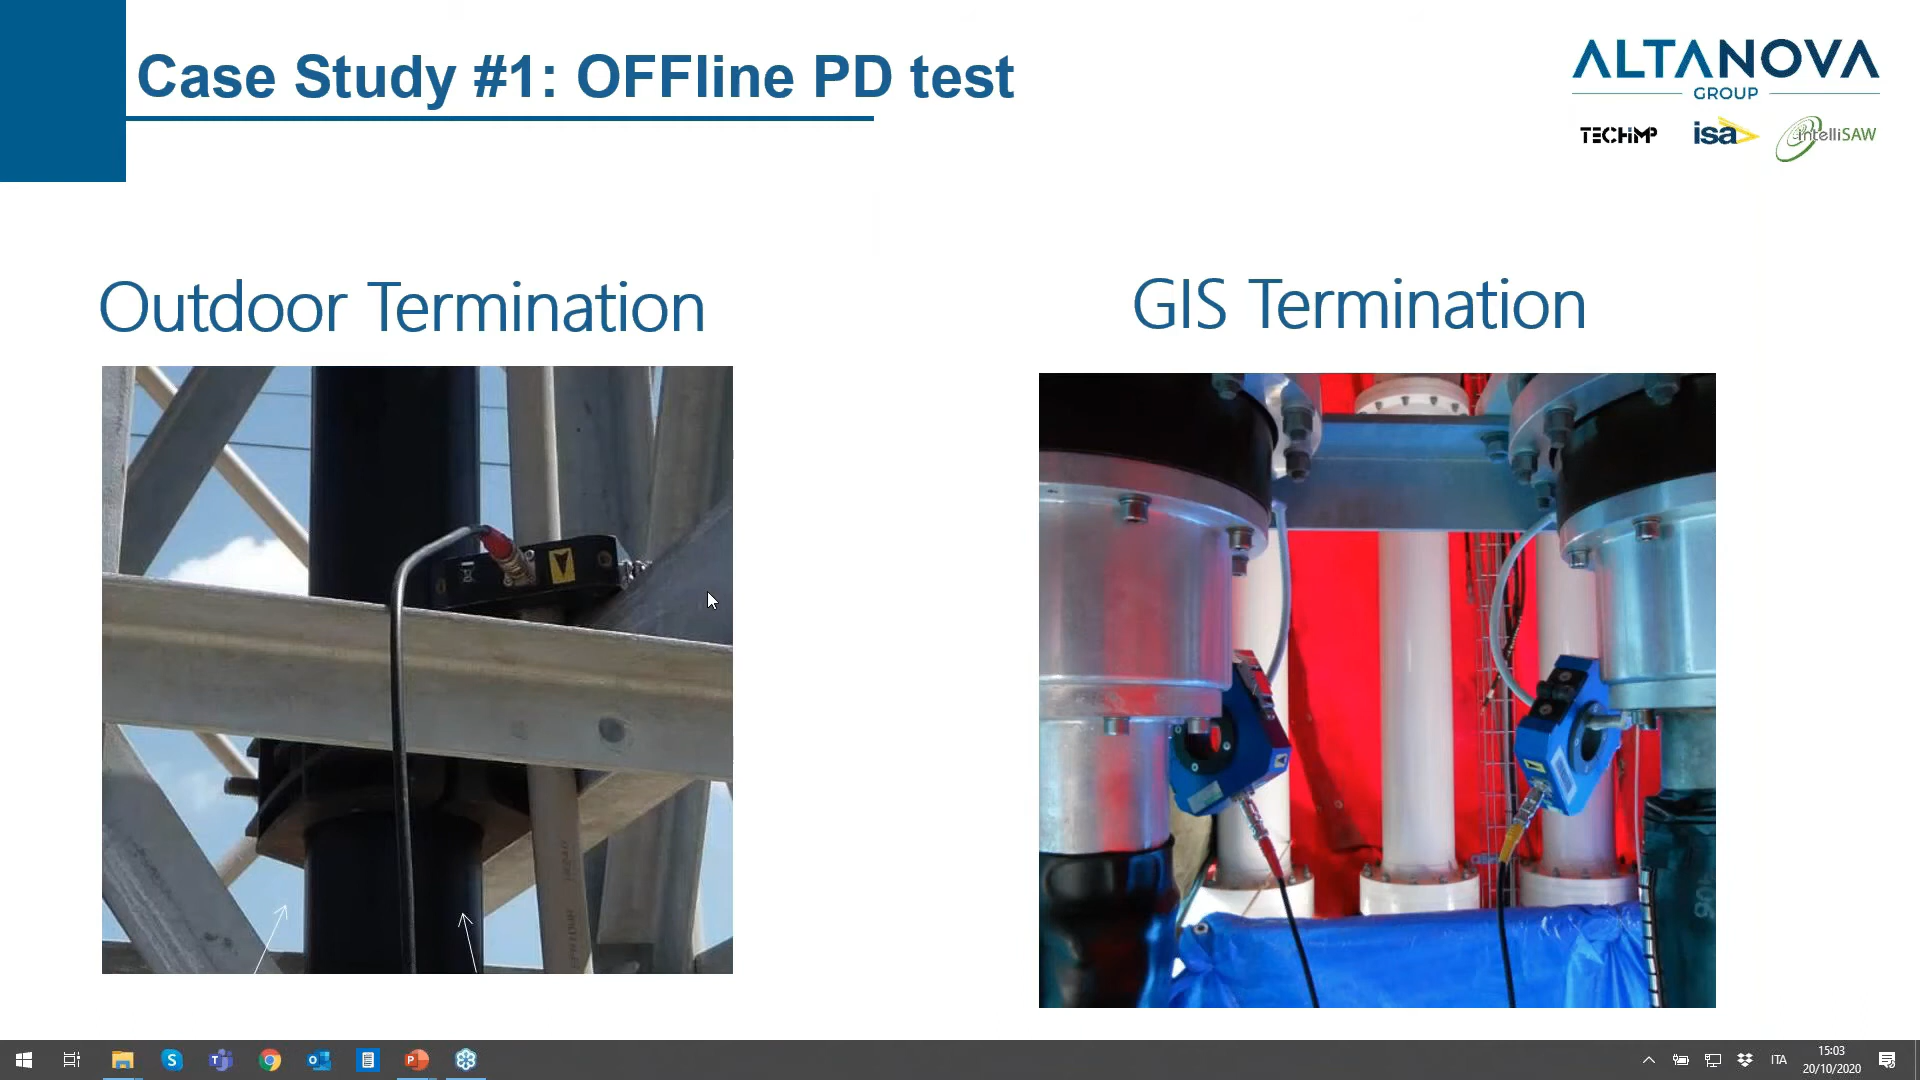 Case Study #1: OFFline PD test
ALTANOVA
GROUP
TECHIMP
isa
intelliSAW
Outdoor Termination
GIS Termination
ITA
15:03
20/10/2020